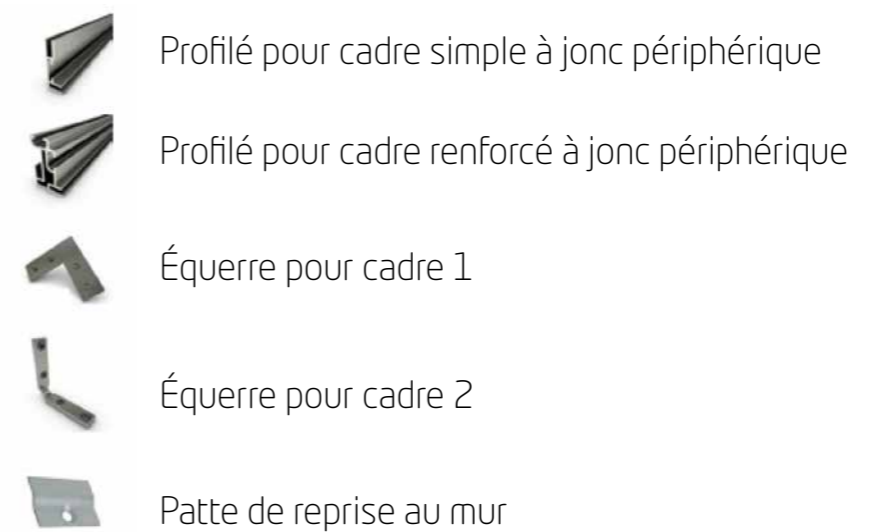 Profilé pour cadre simple à jonc périphérique
Profilé pour cadre renforcé à jonc périphérique
Équerre pour cadre 1
Équerre pour cadre 2
Patte de reprise au mur